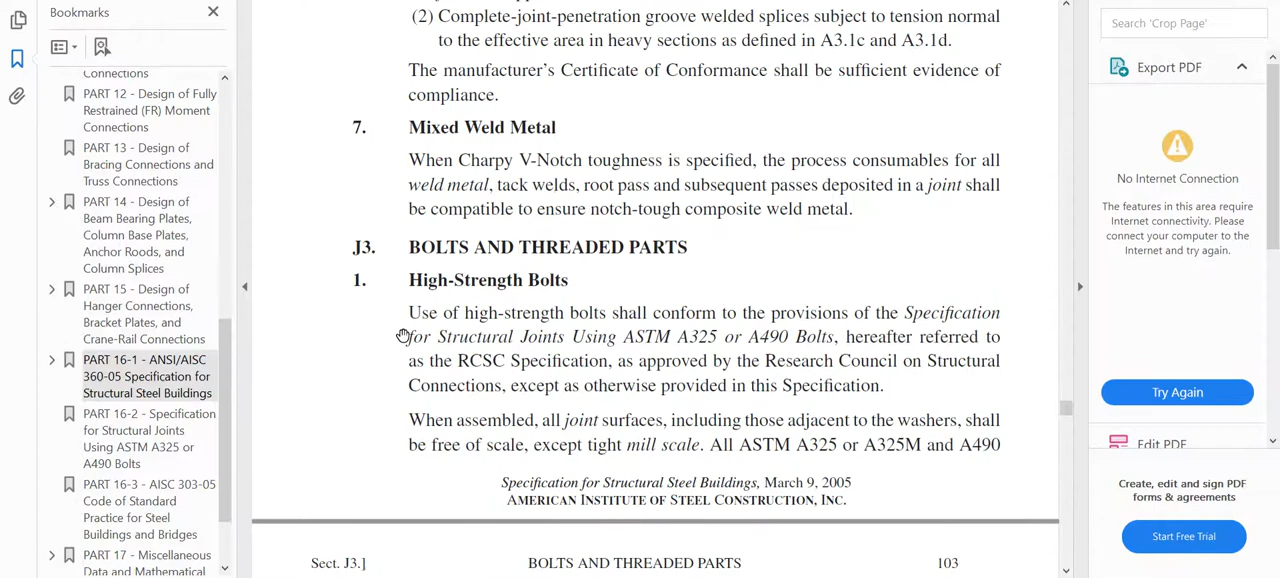 Bookmarks
Connections
PART 12 - Design of Fully
Restrained (FR) Moment
Connections
PART 13 - Design of
Bracing Connections and
Truss Connections
PART 14 - Design of
Beam Bearing Plates,
Column Base Plates,
Anchor Roods, and
Column Splices
PART 15 - Design of
Hanger Connections,
Bracket Plates, and
Crane-Rail Connections
PART 16-1 - ANSI/AISC
360-05 Specification for
Structural Steel Buildings
PART 16-2 - Specification
for Structural Joints
Using ASTM A325 or
A490 Bolts
PART 16-3 - AISC 303-05
Code of Standard
Practice for Steel
Buildings and Bridges
PART 17 - Miscellaneous
Data and Mathematical
(2) Complete-joint-penetration groove welded splices subject to tension normal
to the effective area in heavy sections as defined in A3.1c and A3.1d.
The manufacturer's Certificate of Conformance shall be sufficient evidence of
compliance.
7. Mixed Weld Metal
When Charpy V-Notch toughness is specified, the process consumables for all
weld metal, tack welds, root pass and subsequent passes deposited in a joint shall
be compatible to ensure notch-tough composite weld metal.
J3. BOLTS AND THREADED PARTS
1. High-Strength Bolts
Use of high-strength bolts shall conform to the provisions of the Specification
for Structural Joints Using ASTM A325 or A490 Bolts, hereafter referred to
as the RCSC Specification, as approved by the Research Council on Structural
Connections, except as otherwise provided in this Specification.
When assembled, all joint surfaces, including those adjacent to the washers, shall
be free of scale, except tight mill scale. All ASTM A325 or A325M and A490
Specification for Structural Steel Buildings, March 9, 2005
AMERICAN INSTITUTE OF STEEL CONSTRUCTION, INC.
Sect. J3.] BOLTS AND THREADED PARTS 103
Search 'Crop Page'
Export PDF
No Internet Connection
The features in this area require
Internet connectivity. Please
connect your computer to the
Internet and try again.
Try Again
Edit PDF
Create, edit and sign PDF
forms & agreements
Start Free Trial